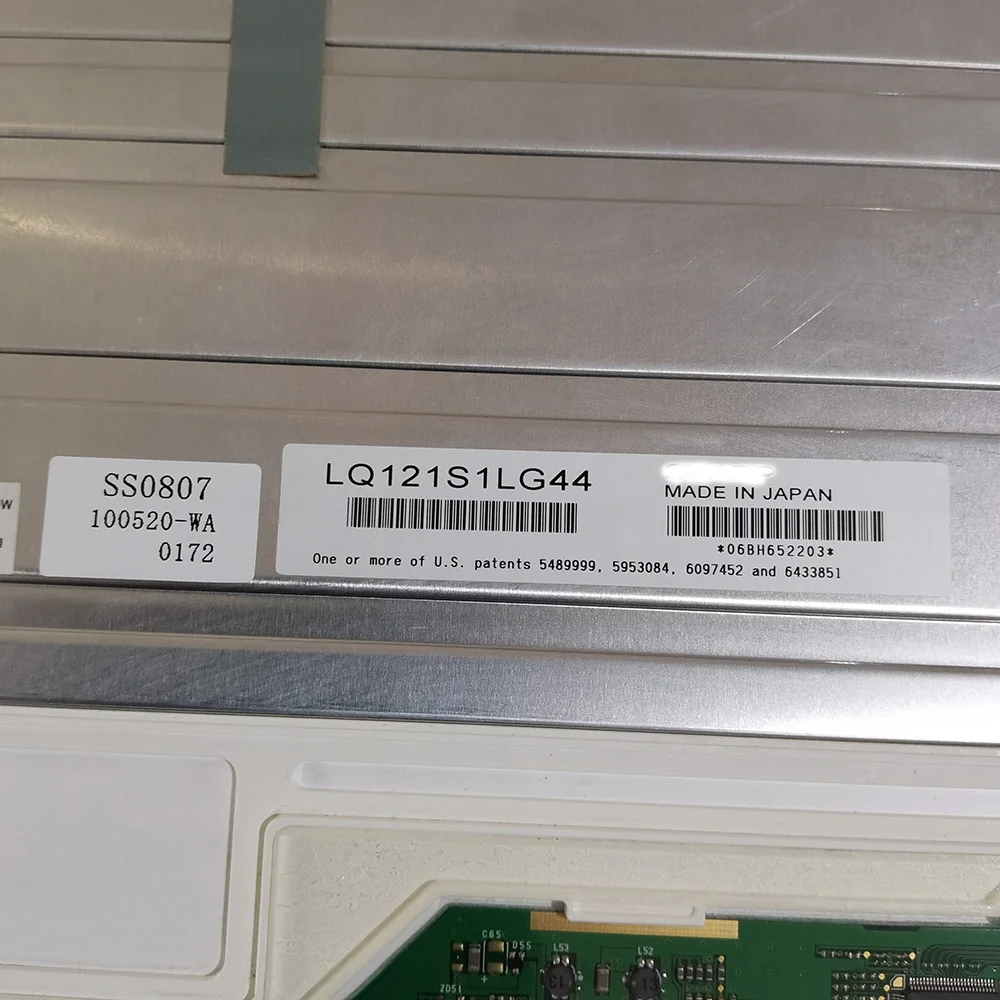 SS0807
100520-WA
0172
LQ121S1LG44
MADE IN JAPAN
*06BH652203*
One or more of U.S. patents 5489999, 5953084, 6097452 and 6433851
C65
D55
L53
L52
ZD51
13